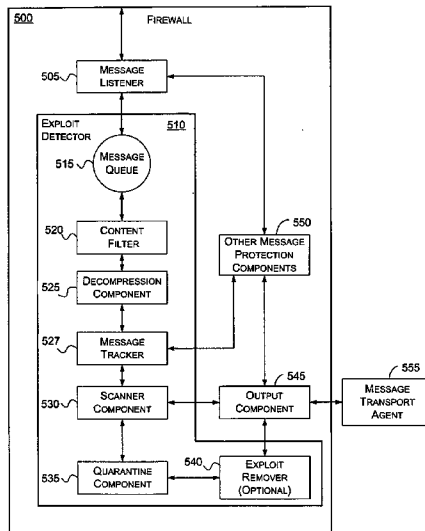 500
FIREWALL
505
MESSAGE
LISTENER
EXPLOIT
DETECTOR
510
515
MESSAGE
QUEUE
520
CONTENT
FILTER
550
OTHER MESSAGE
PROTECTION
COMPONENTS
525
DECOMPRESSION
COMPONENT
527
MESSAGE
TRACKER
530
SCANNER
COMPONENT
545
OUTPUT
COMPONENT
555
MESSAGE
TRANSPORT
AGENT
535
QUARANTINE
COMPONENT
540
EXPLOIT
REMOVER
(OPTIONAL)